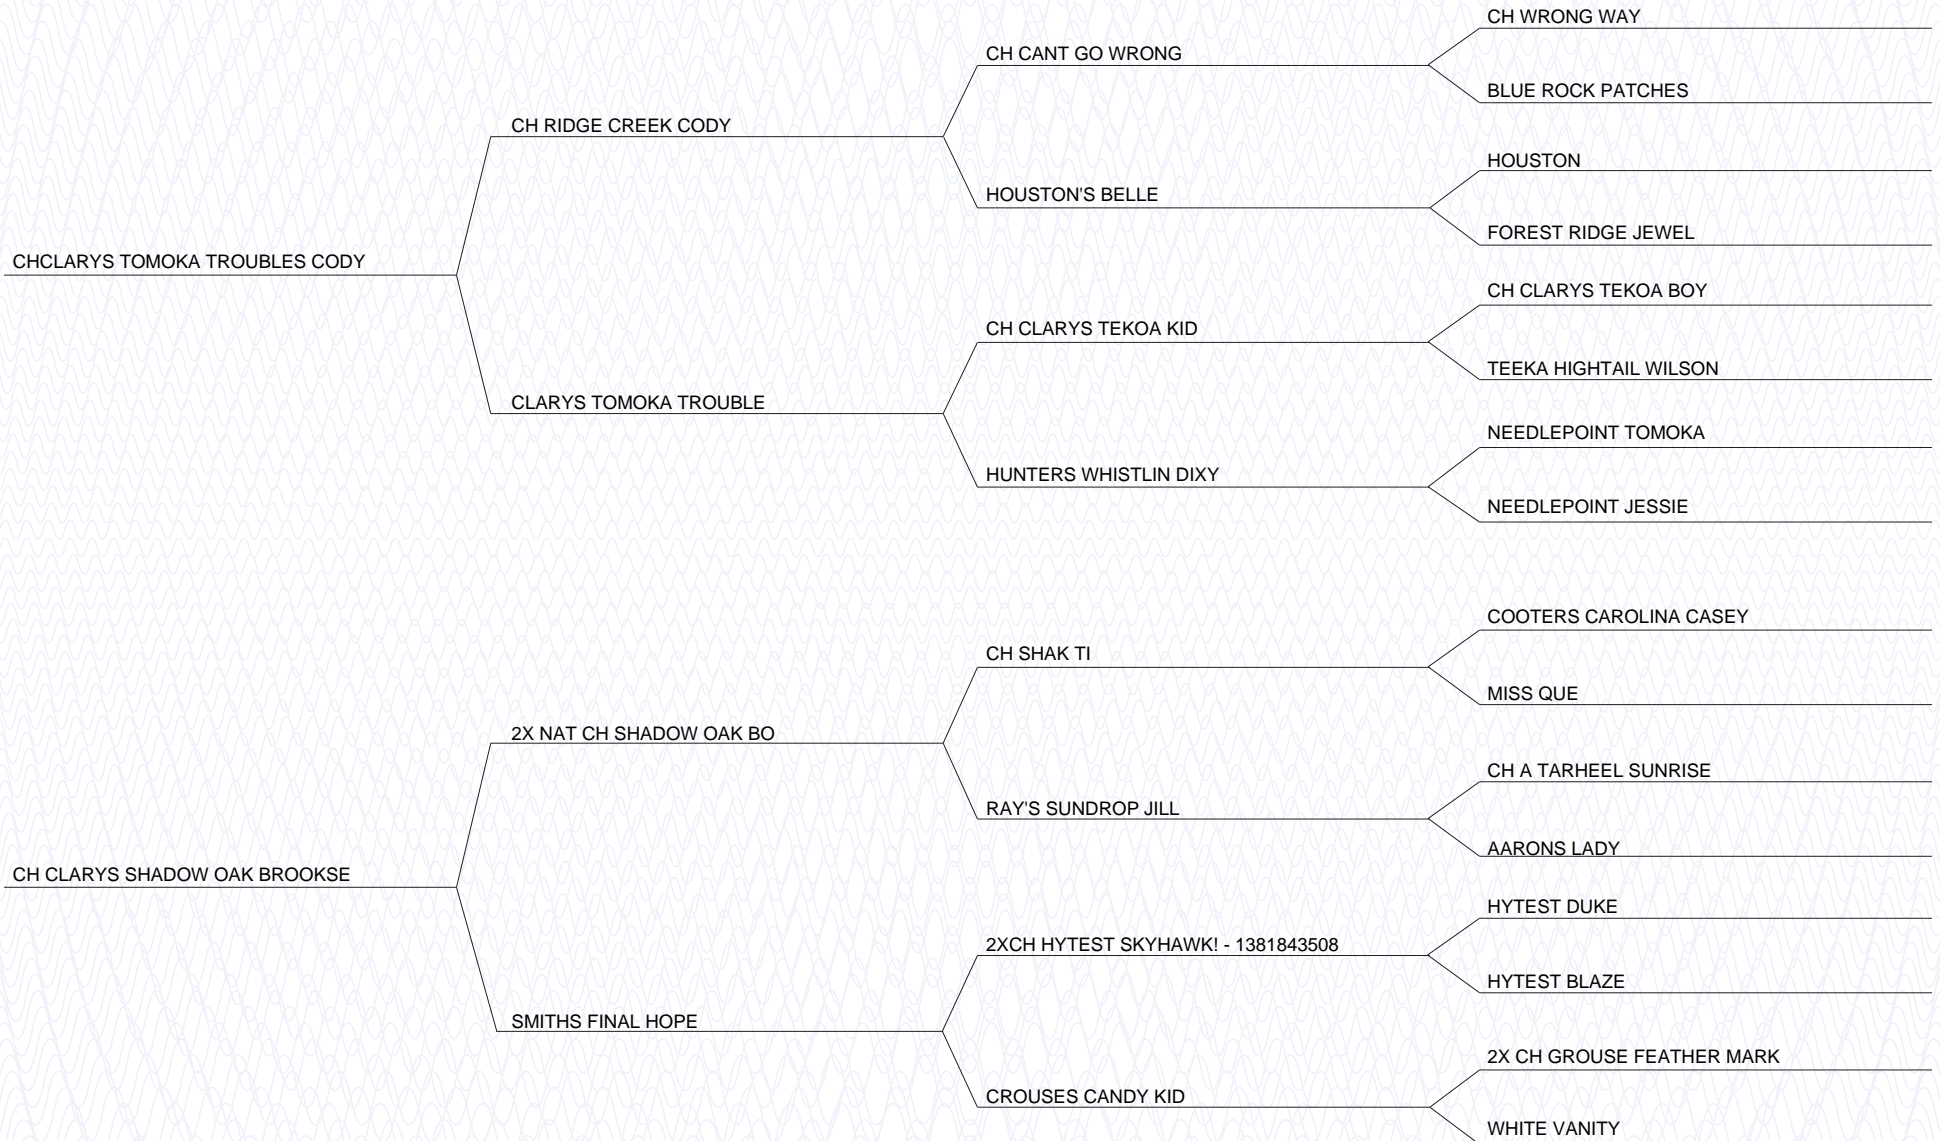 CH WRONG WAY
CH CANT GO WRONG
BLUE ROCK PATCHES
CH RIDGE CREEK CODY
HOUSTON
HOUSTON'S BELLE
FOREST RIDGE JEWEL
CHCLARYS TOMOKA TROUBLES CODY
CH CLARYS TEKOA BOY
CH CLARYS TEKOA KID
TEEKA HIGHTAIL WILSON
CLARYS TOMOKA TROUBLE
NEEDLEPOINT TOMOKA
HUNTERS WHISTLIN DIXY
NEEDLEPOINT JESSIE
COOTERS CAROLINA CASEY
CH SHAK TI
MISS QUE
2X NAT CH SHADOW OAK BO
CH A TARHEEL SUNRISE
RAY'S SUNDROP JILL
AARONS LADY
CH CLARYS SHADOW OAK BROOKSE
HYTEST DUKE
2XCH HYTEST SKYHAWK! - 1381843508
HYTEST BLAZE
SMITHS FINAL HOPE
2X CH GROUSE FEATHER MARK
CROUSES CANDY KID
WHITE VANITY